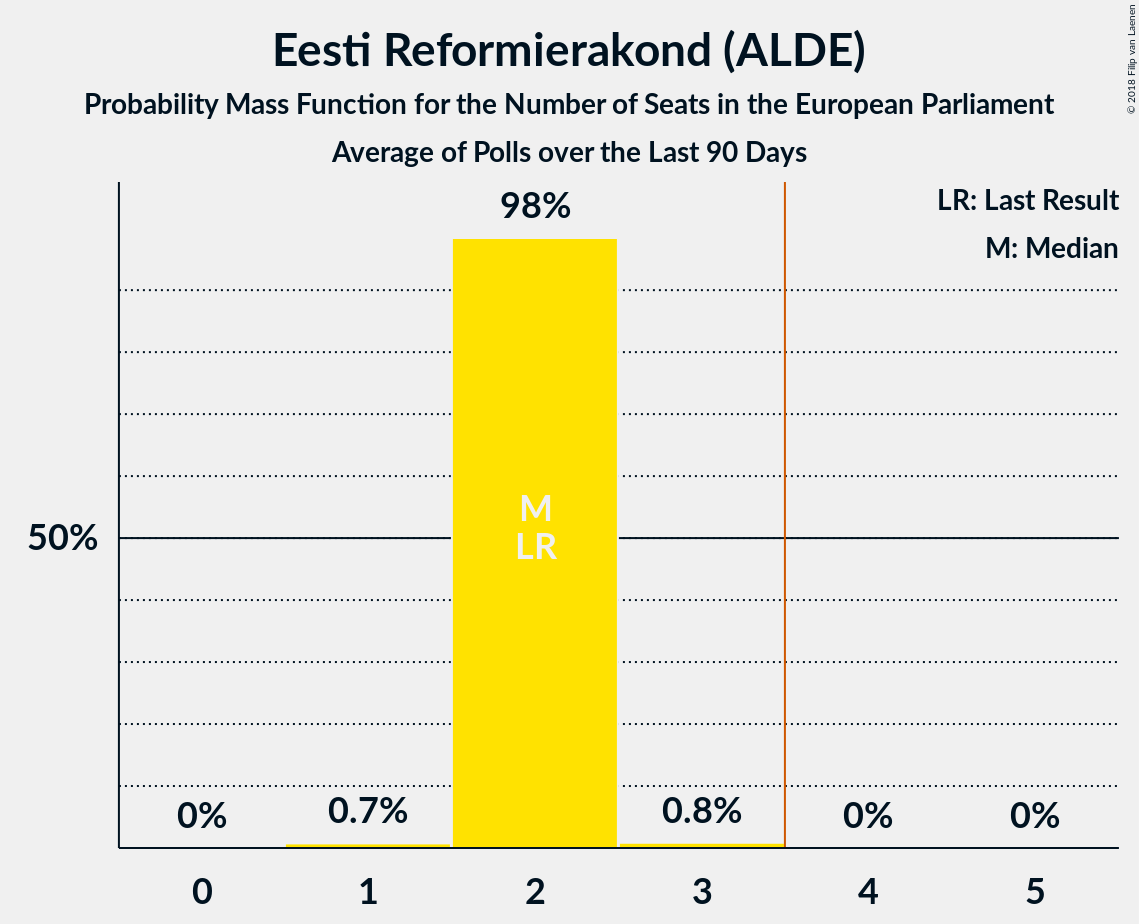 Eesti Reformierakond (ALDE)
Probability Mass Function for the Number of Seats in the European Parliament
Average of Polls over the Last 90 Days
© 2018 Filip van Laenen
LR: Last Result
M: Median
98%
50%
M
LR
0%
0.7%
0.8%
0%
0%
0
1
2
3
4
5